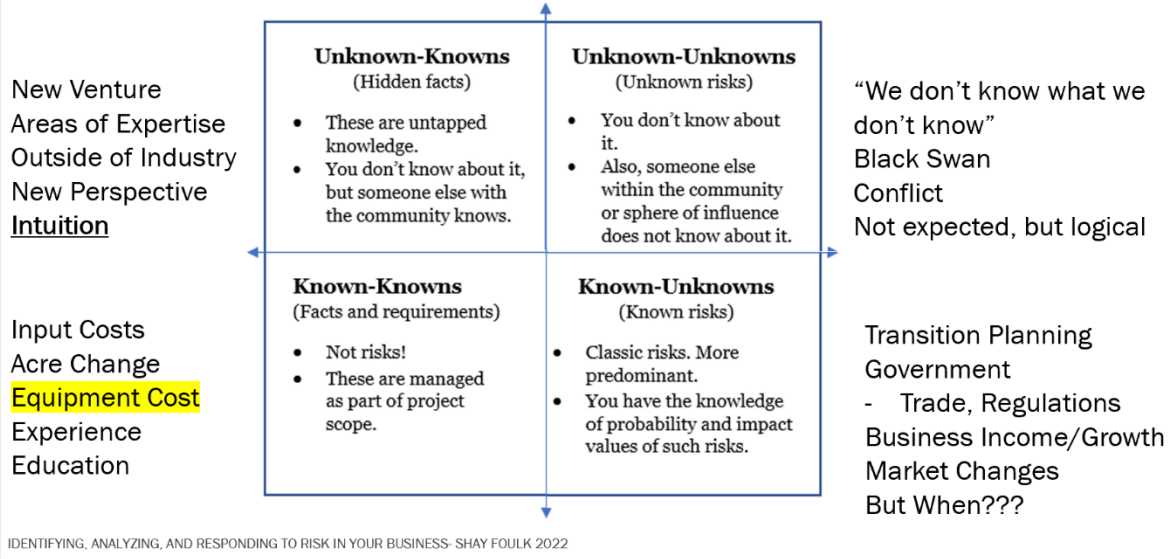 New Venture
Areas of Expertise
Outside of Industry
New Perspective
Intuition
Unknown-Knowns
(Hidden facts)
• These are untapped
knowledge.
• You don't know about it,
but someone else with
the community knows.
Unknown-Unknowns
(Unknown risks)
• You don't know about
it.
• Also, someone else
within the community
or sphere of influence
does not know about it.
“We don't know what we
don't know”
Black Swan
Conflict
Not expected, but logical
Input Costs
Acre Change
Equipment Cost
Experience
Education
Known-Knowns
(Facts and requirements)
• Not risks!
• These are managed
as part of project
scope.
Known-Unknowns
(Known risks)
• Classic risks. More
predominant.
• You have the knowledge
of probability and impact
values of such risks.
Transition Planning
Government
- Trade, Regulations
Business Income/Growth
Market Changes
But When???
IDENTIFYING, ANALYZING, AND RESPONDING TO RISK IN YOUR BUSINESS- SHAY FOULK 2022